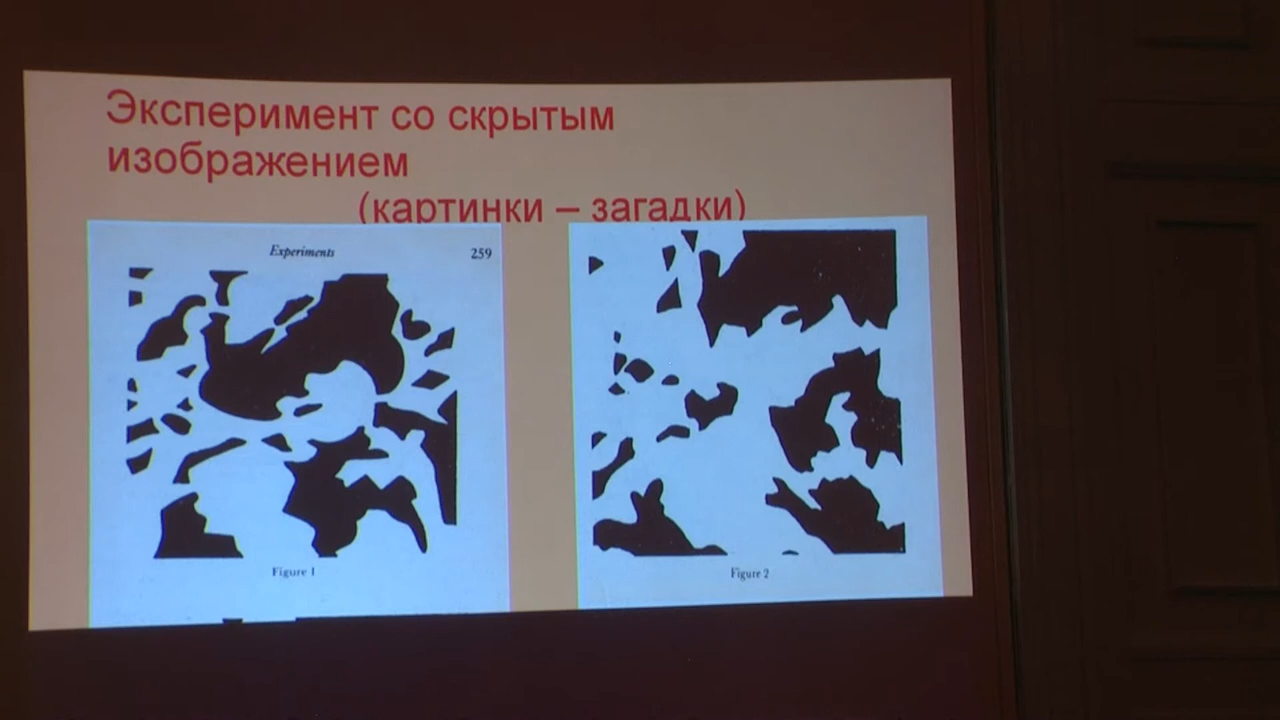 Эксперимент со скрытым
изображением
(картинки – загадки)
Experiments
259
Figure 1
Figure 2